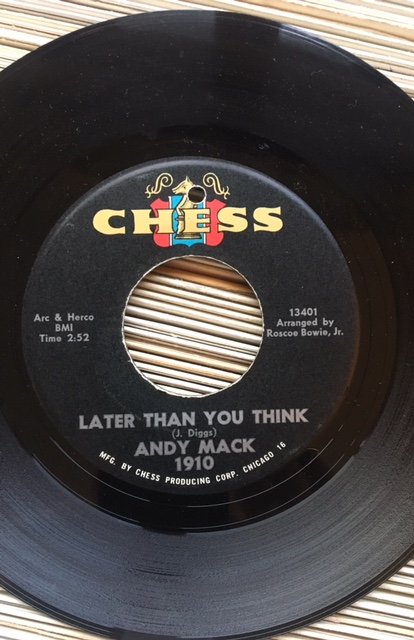 CHESS
Arc & Herco
BMI
Time 2:52
13401
Arranged by
Roscoe Bowie, Jr.
LATER THAN YOU THINK
(J. Diggs)
ANDY MACK
1910
MFG. BY CHESS PRODUCING CORP. CHICAGO 16